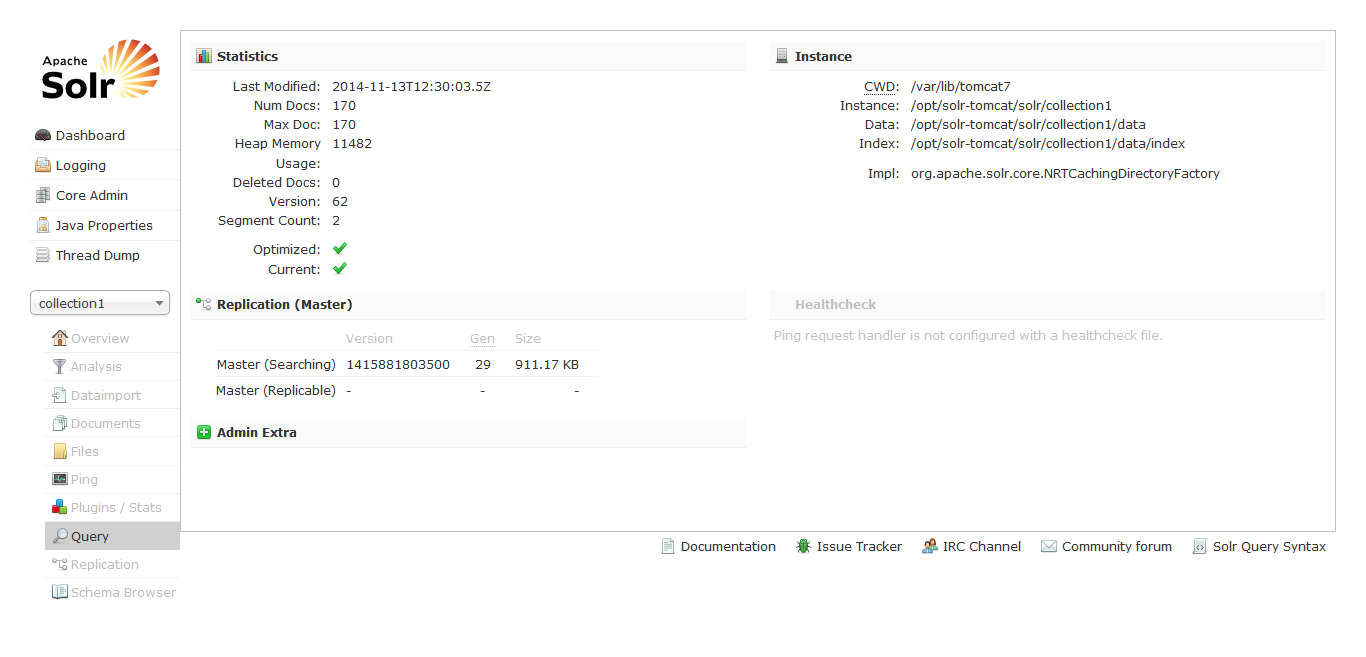 Apache
Solr
Dashboard
Logging
Core Admin
Java Properties
Thread Dump
collection1
Overview
Analysis
Dataimport
Documents
Files
Ping
Plugins / Stats
Query
Replication
Schema Browser
Statistics
Last Modified: 2014-11-13T12:30:03.5Z
Num Docs: 170
Max Doc: 170
Heap Memory 11482
Usage:
Deleted Docs: 0
Version: 62
Segment Count: 2
Optimized:
Current:
Instance
CWD: /var/lib/tomcat7
Instance: /opt/solr-tomcat/solr/collection1
Data: /opt/solr-tomcat/solr/collection1/data
Index: /opt/solr-tomcat/solr/collection1/data/index
Impl: org.apache.solr.core.NRTCachingDirectoryFactory
Replication (Master)
Version Gen Size
Master (Searching) 1415881803500 29 911.17 KB
Master (Replicable) - - -
Healthcheck
Ping request handler is not configured with a healthcheck file.
Admin Extra
Documentation Issue Tracker IRC Channel Community forum Solr Query Syntax